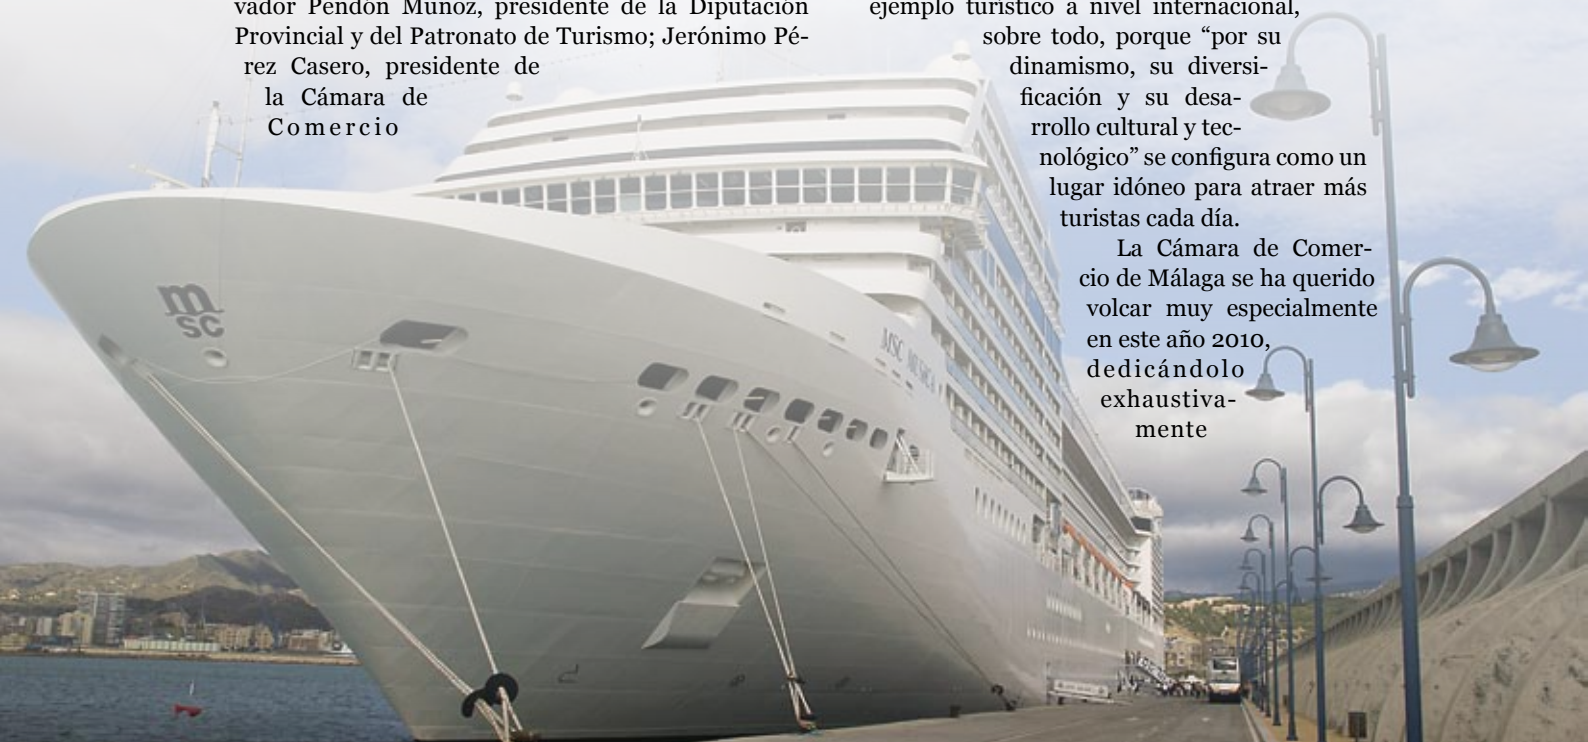 vador Pendón Muñoz, presidente de la Diputación
Provincial y del Patronato de Turismo; Jerónimo Pé-
rez Casero, presidente de
la Cámara de
Comercio
ejemplo turístico a nivel internacional,
sobre todo, porque “por su
dinamismo, su diversi-
ficación y su desa-
rrollo cultural y tec-
nológico” se configura como un
lugar idóneo para atraer más
turistas cada día.
La Cámara de Comer-
cio de Málaga se ha querido
volcar muy especialmente
en este año 2010,
dedicándolo
exhaustiva-
mente
msc
MSC MUSICA